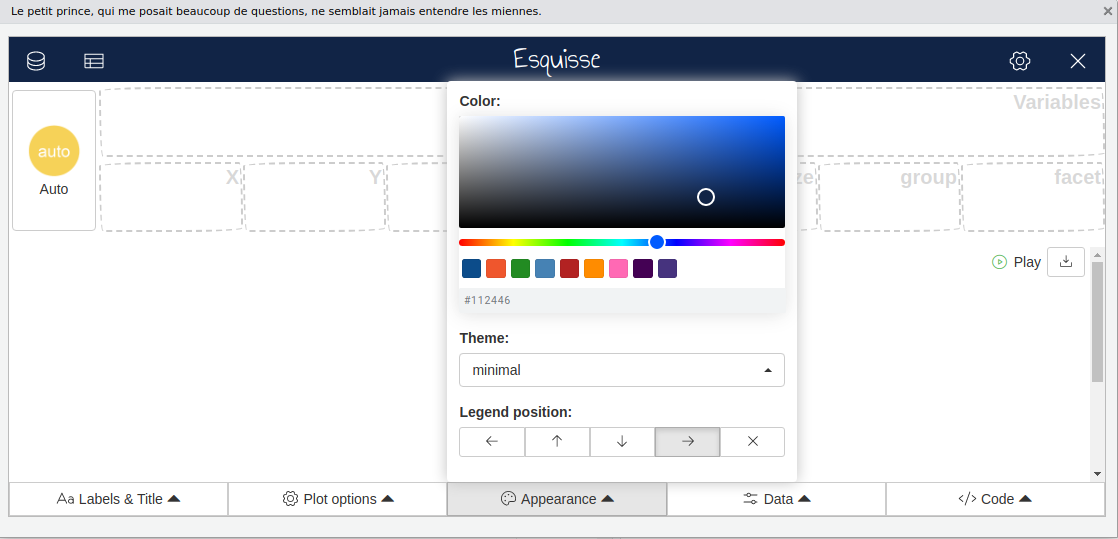 Le petit prince, qui me posait beaucoup de questions, ne semblait jamais entendre les miennes.
Esquisse
Variables
auto
Auto
X
Y
ze
group
facet
Play
Color:
#112446
Theme:
minimal
Legend position:
Aa Labels & Title
Plot options
Appearance
Data
</> Code